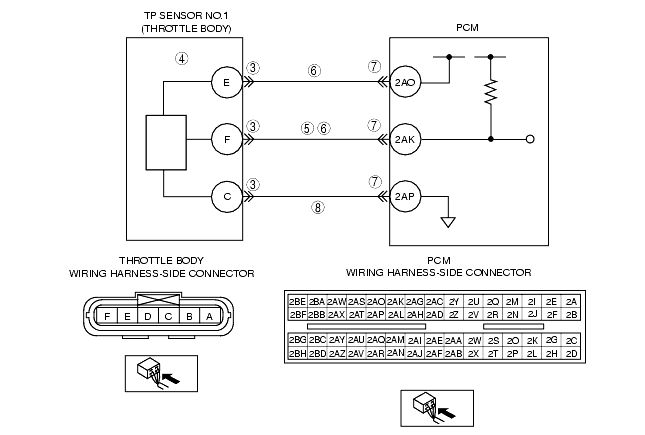 TP SENSOR NO.1
(THROTTLE BODY)
PCM
④
E
③
⑥
⑦
2AO
F
③
⑤ ⑥
⑦
2AK
C
③
⑧
⑦
2AP
THROTTLE BODY
WIRING HARNESS-SIDE CONNECTOR
F E D C B A
PCM
WIRING HARNESS-SIDE CONNECTOR
2BE 2BA 2AW 2AS 2AO 2AK 2AG 2AC 2Y 2U 2Q 2M 2I 2E 2A
2BF 2BB 2AX 2AT 2AP 2AL 2AH 2AD 2Z 2V 2R 2N 2J 2F 2B
2BG 2BC 2AY 2AU 2AQ 2AM 2AI 2AE 2AA 2W 2S 2O 2K 2G 2C
2BH 2BD 2AZ 2AV 2AR 2AN 2AJ 2AF 2AB 2X 2T 2P 2L 2H 2D